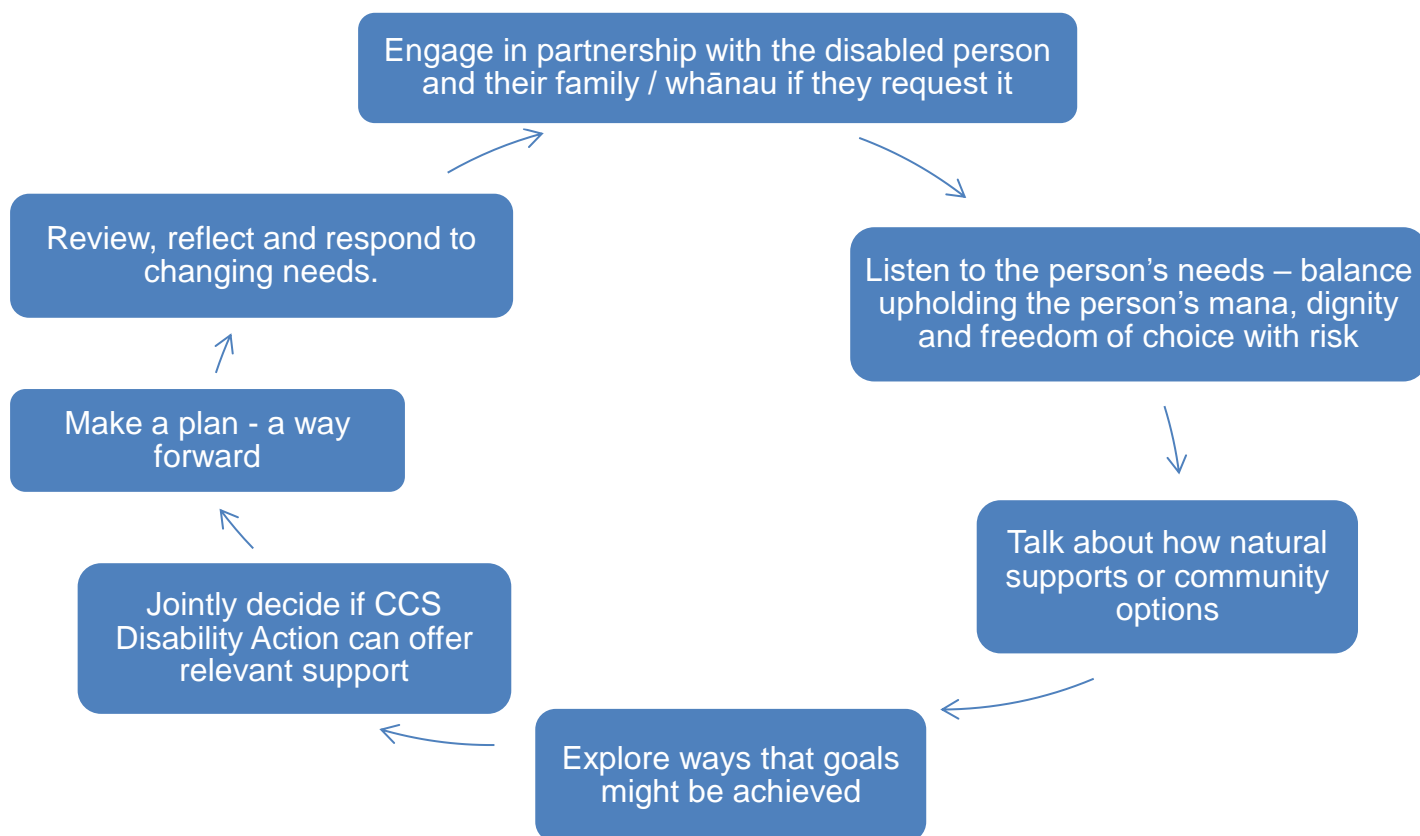 Engage in partnership with the disabled person
and their family / whānau if they request it
Listen to the person’s needs – balance
upholding the person’s mana, dignity
and freedom of choice with risk
Talk about how natural
supports or community
options
Explore ways that goals
might be achieved
Jointly decide if CCS
Disability Action can offer
relevant support
Make a plan - a way
forward
Review, reflect and respond to
changing needs.